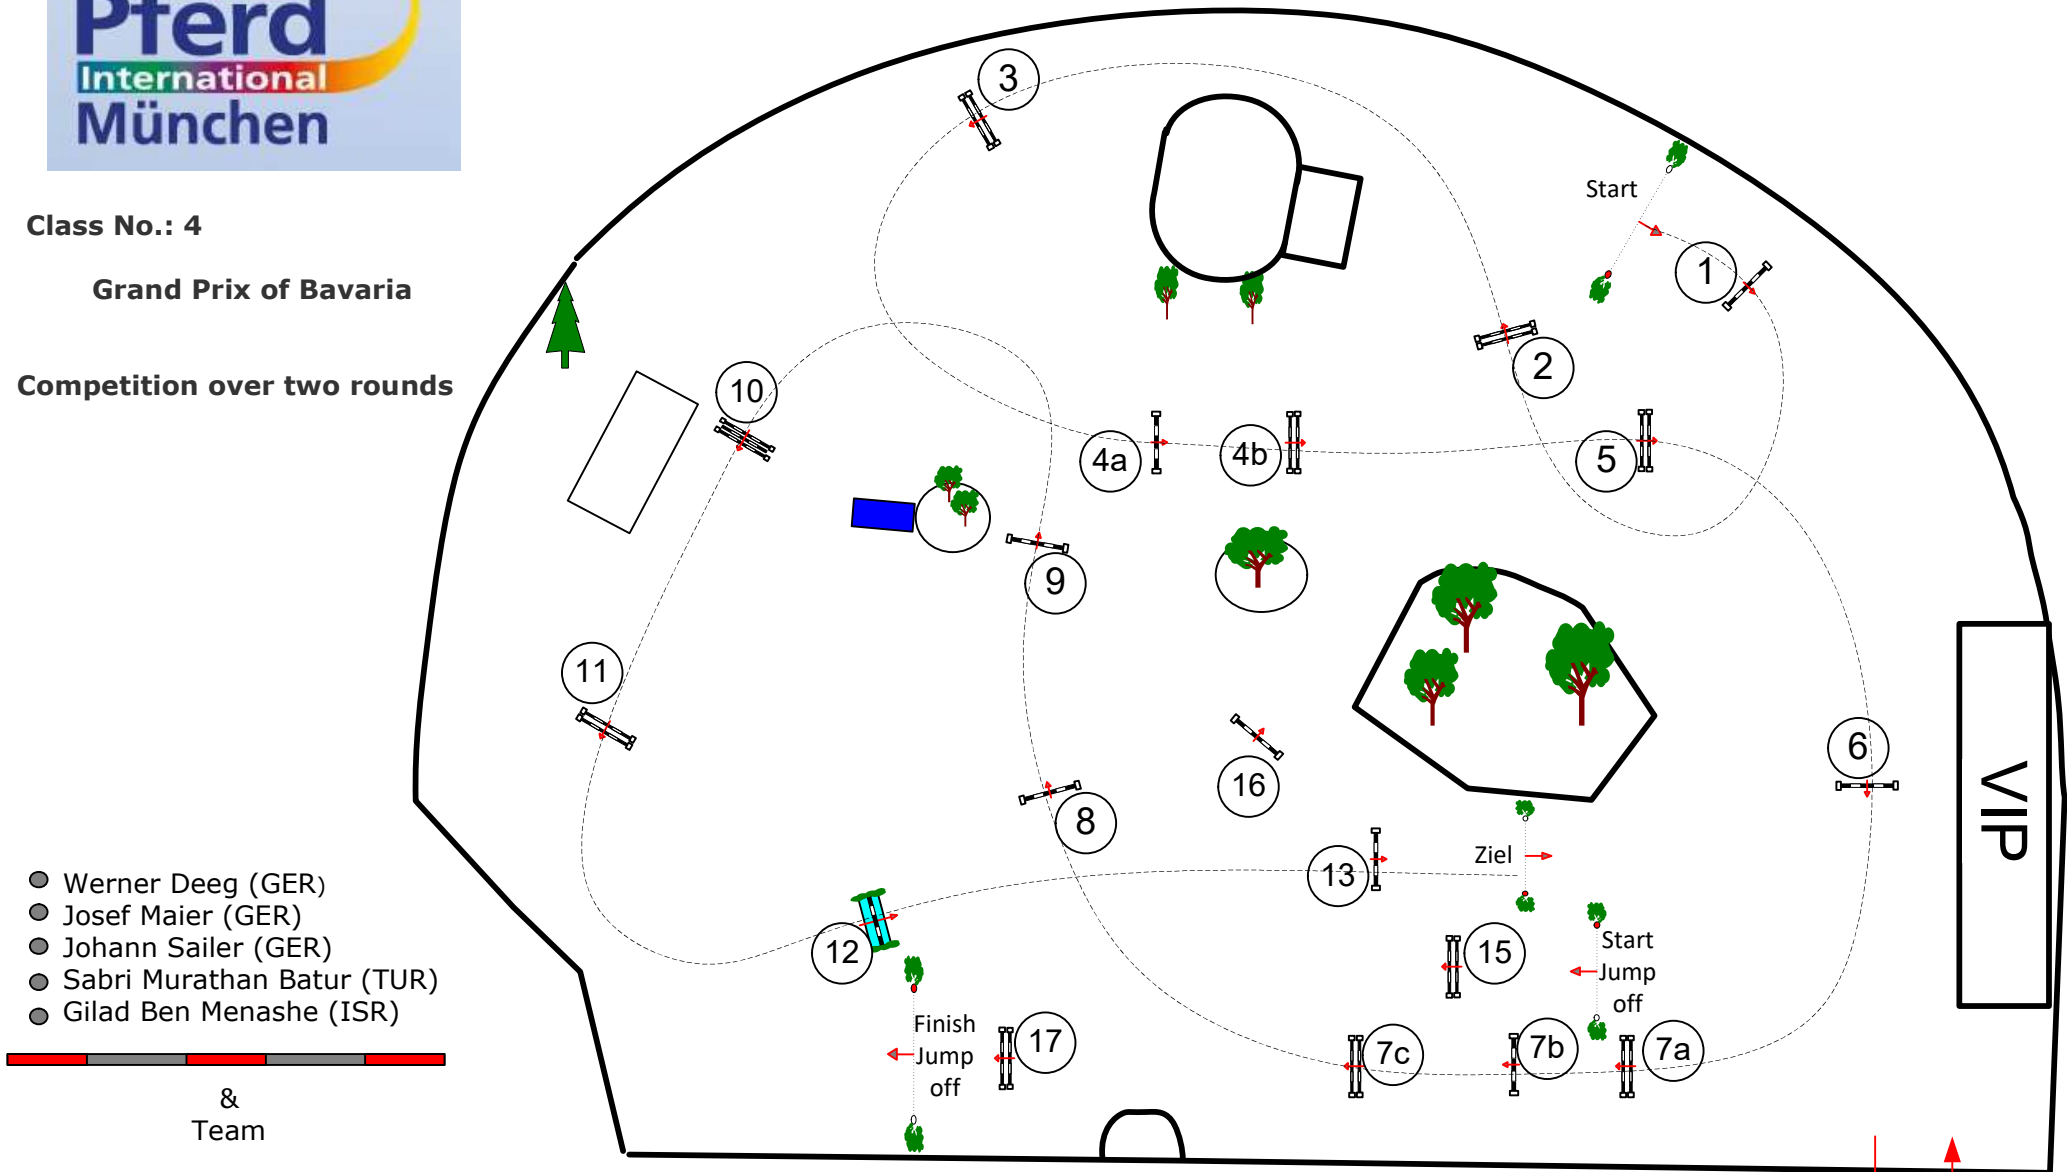 Pferd
International
München
Class No.: 4
Grand Prix of Bavaria
Competition over two rounds
Werner Deeg (GER)
Josef Maier (GER)
Johann Sailer (GER)
Sabri Murathan Batur (TUR)
Gilad Ben Menashe (ISR)
&
Team
3
Start
1
2
10
4a
4b
5
9
11
6
16
8
VIP
Ziel
13
12
15
Start
Jump
off
Finish
Jump
off
17
7c
7b
7a